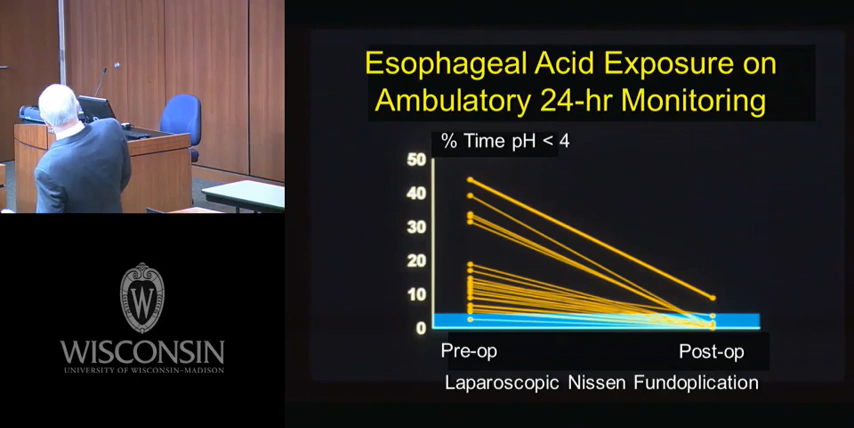 Esophageal Acid Exposure on
Ambulatory 24-hr Monitoring
% Time pH < 4
50
40
30
20
10
0
Pre-op
Post-op
Laparoscopic Nissen Fundoplication
W
WISCONSIN
UNIVERSITY OF WISCONSIN–MADISON